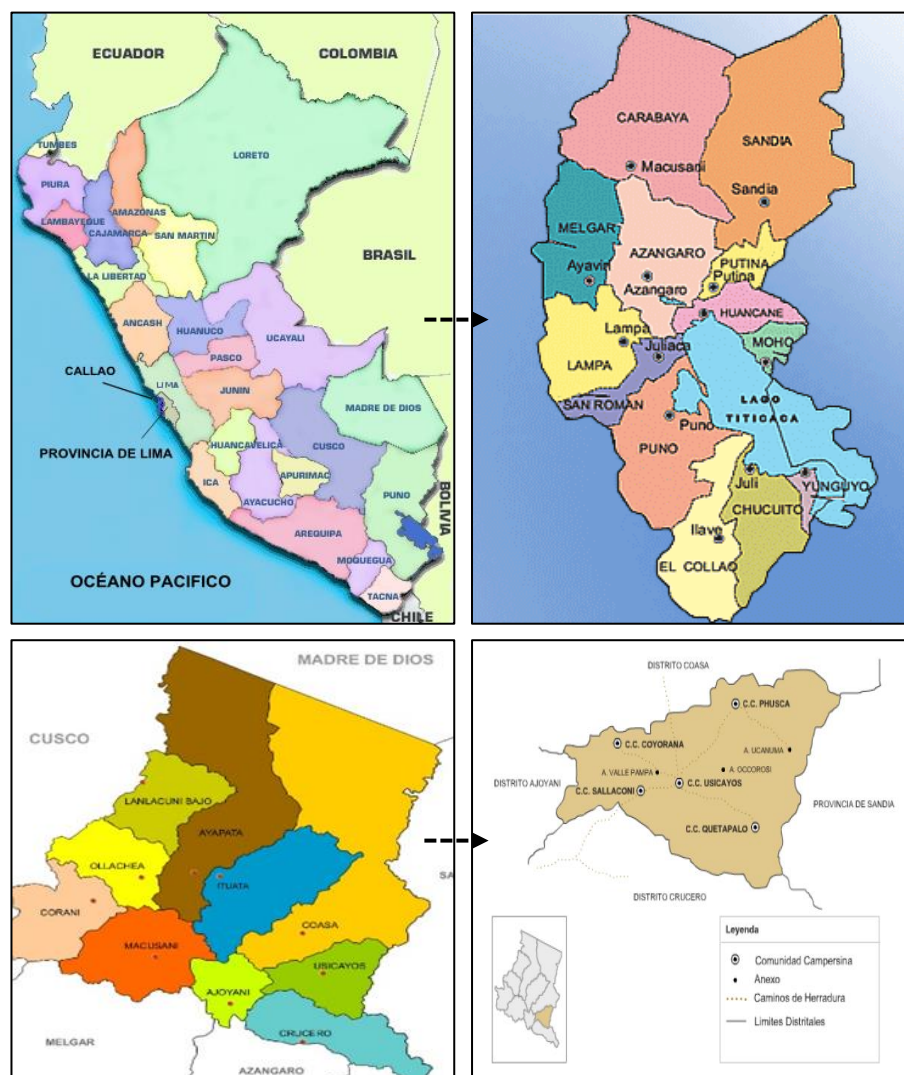 ECUADOR
COLOMBIA
TUMBES
LORETO
PIURA
AMAZONAS
LAMBAYEQUE
CAJAMARCA
SAN MARTIN
BRASIL
LA LIBERTAD
ANCASH
HUANUCO
UCAYALI
PASCO
CALLAO
LIMA
JUNIN
MADRE DE DIOS
PROVINCIA DE LIMA
HUANCAVELICA
CUSCO
ICA
APURIMAC
AYACUCHO
PUNO
BOLIVIA
AREQUIPA
MOQUEGUA
OCÉANO PACIFICO
TACNA
CHILE
CARABAYA
SANDIA
Macusani
Sandia
MELGAR
AZANGARO
PUTINA
Ayavin
Azangaro
Putina
HUANCANE
Lampa
Juliaca
MOHO
LAMPA
LAGO
TITICACA
SAN ROMAN
Puno
PUNO
Juli
YUNGUYO
CHUCUITO
Ilave
EL COLLAO
MADRE DE DIOS
CUSCO
LANLACUNI BAJO
AYAPATA
OLLACHEA
ITUATA
SA
CORANI
COASA
MACUSANI
USICAYOS
AJOYANI
CRUCERO
MELGAR
AZANGARO
DISTRITO COASA
C.C. PHUSCA
C.C. COYORANA
A. UCANUMA
DISTRITO AJOYANI
A. VALLE PAMPA
A. OCCOROSI
C.C. USICAYOS
C.C. SALLACONI
PROVINCIA DE SANDIA
C.C. QUETAPALO
DISTRITO CRUCERO
Leyenda
Comunidad Campersina
Anexo
Caminos de Herradura
Limites Distritales